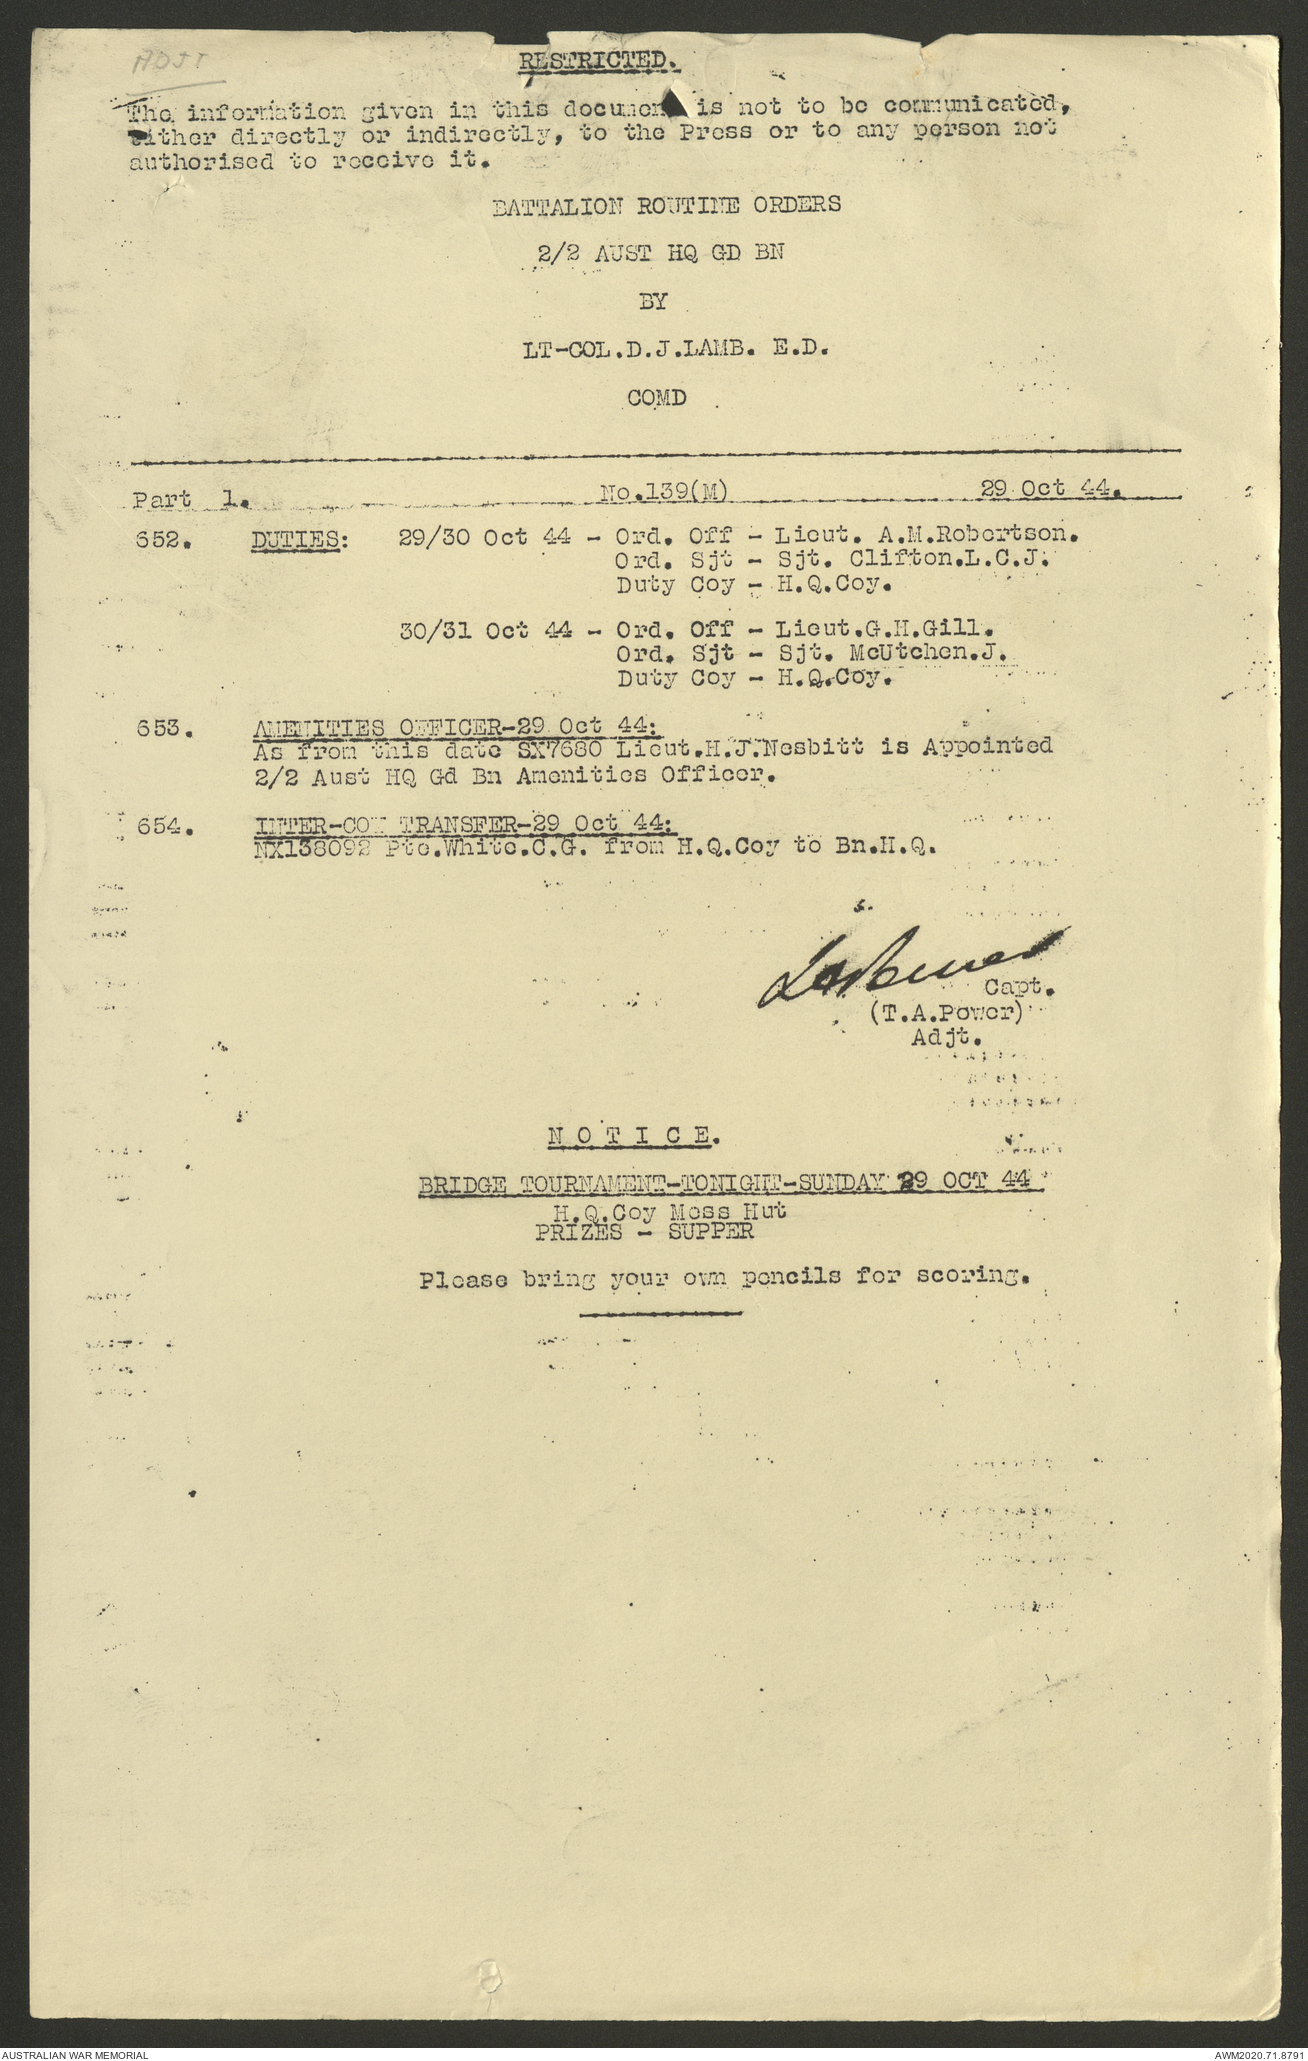 ADJT
RESTRICTED.
The information given in this document is not to be communicated,
either directly or indirectly, to the Press or to any person not
authorised to receive it.
BATTALION ROUTINE ORDERS
2/2 AUST HQ GD BN
BY
LT-COL.D.J.LAMB. E.D.
COMD
Part 1. No.139(M) 29 Oct 44.
652. DUTIES: 29/30 Oct 44 - Ord. Off - Lieut. A.M.Robertson.
Ord. Sjt - Sjt. Clifton.L.C.J.
Duty Coy - H.Q.Coy.
30/31 Oct 44 - Ord. Off - Lieut.G.H.Gill.
Ord. Sjt - Sjt. McUtchen.J.
Duty Coy - H.Q.Coy.
653. AMENITIES OFFICER-29 Oct 44:
As from this date SX7680 Lieut.H.J.Nesbitt is Appointed
2/2 Aust HQ Gd Bn Amenities Officer.
654. INTER-COY TRANSFER-29 Oct 44:
NX138092 Pte.White.C.G. from H.Q.Coy to Bn.H.Q.
Capt.
(T.A.Power)
Adjt.
N O T I C E.
BRIDGE TOURNAMENT-TONIGHT-SUNDAY 29 OCT 44
H.Q.Coy Mess Hut
PRIZES - SUPPER
Please bring your own pencils for scoring.
AUSTRALIAN WAR MEMORIAL
AWM2020.71.8791